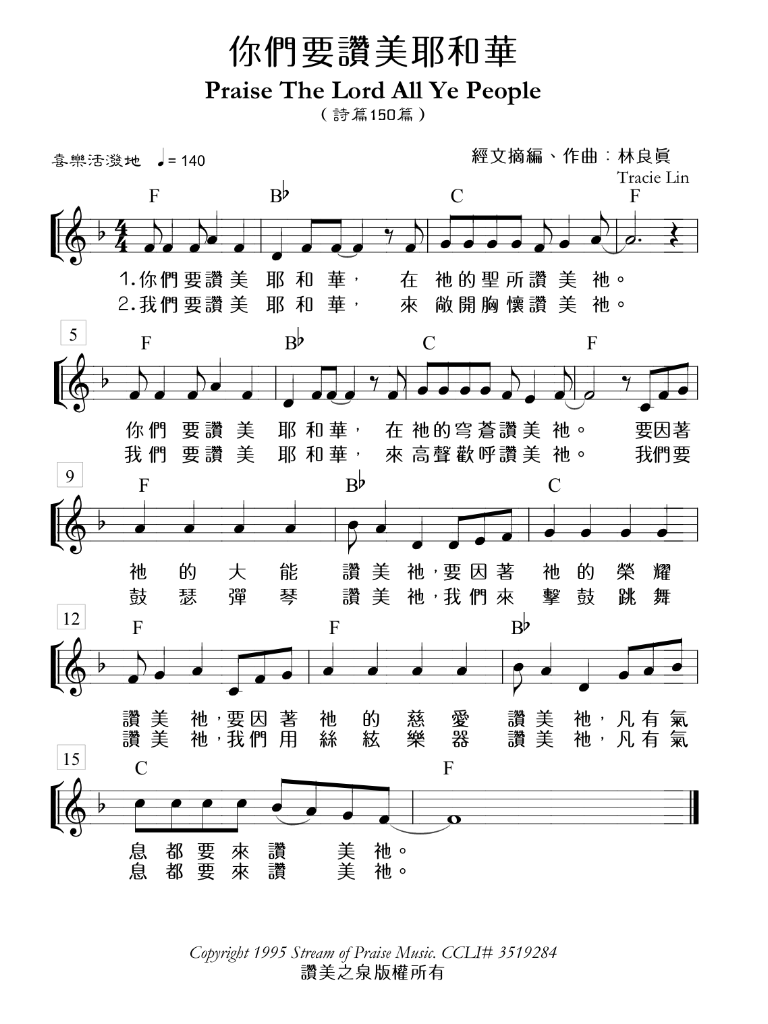 你們要讚美耶和華
Praise The Lord All Ye People
（詩篇150篇）
喜樂活潑地 ♩= 140
經文摘編、作曲：林良眞
Tracie Lin
F B♭ C F
4/4
1.你們要讚美 耶和華， 在 祂的聖所讚美祂。
2.我們要讚美 耶和華， 來 敞開胸懷讚美祂。
5
F B♭ C F
你們要讚美 耶和華，在祂的穹蒼讚美祂。 要因著
我們要讚美 耶和華，來高聲歡呼讚美祂。 我們要
9
F B♭ C
祂的大能 讚美祂，要因著 祂的榮耀
鼓瑟彈琴 讚美祂，我們來 擊鼓跳舞
12
F F B♭
讚美祂，要因著祂的慈愛 讚美祂，凡有氣
讚美祂，我們用絲絃樂器 讚美祂，凡有氣
15
C F
息都要來讚 美祂。
息都要來讚 美祂。
Copyright 1995 Stream of Praise Music. CCLI# 3519284
讚美之泉版權所有